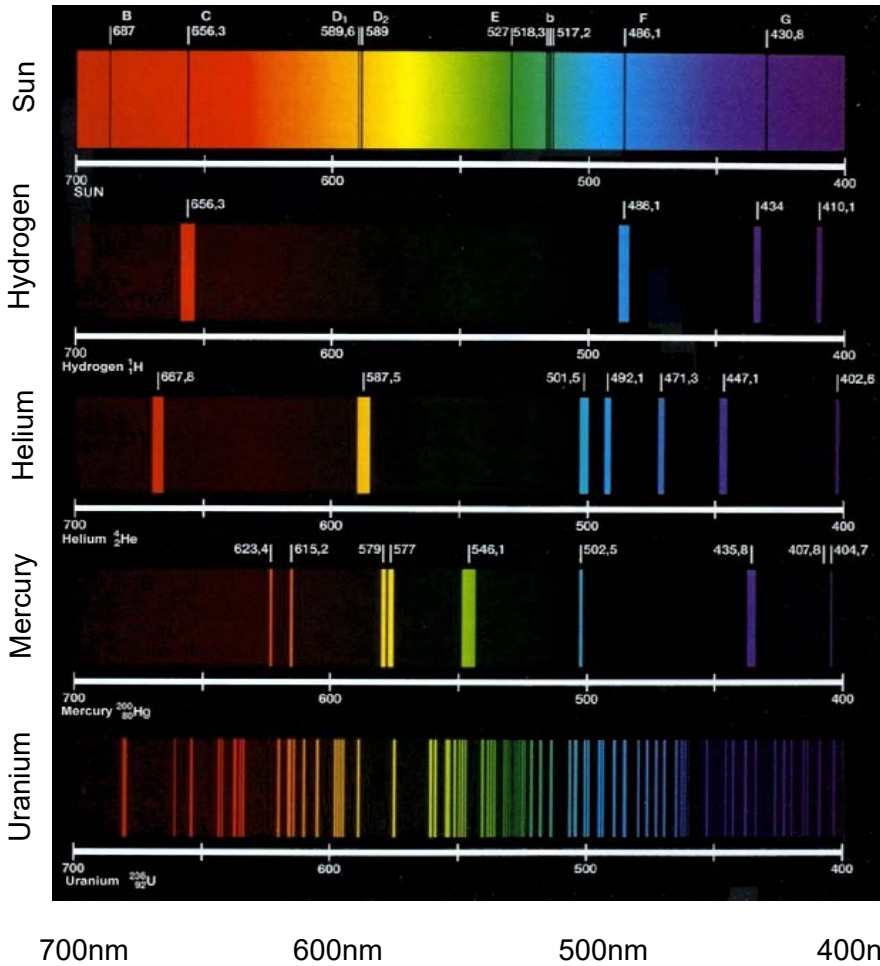 B C D₁ D₂ E b F G
687 656,3 589,6 589 527 518,3 517,2 486,1 430,8
Sun
700 600 500 400
SUN
656,3 486,1 434 410,1
Hydrogen
700 600 500 400
Hydrogen ¹₁H
667,8 587,5 501,5 492,1 471,3 447,1 402,6
Helium
700 600 500 400
Helium ⁴₂He
623,4 615,2 579 577 546,1 502,5 435,8 407,8 404,7
Mercury
700 600 500 400
Mercury ²⁰⁰₈₀Hg
Uranium
700 600 500 400
Uranium ²³⁸₉₂U
700nm 600nm 500nm 400n